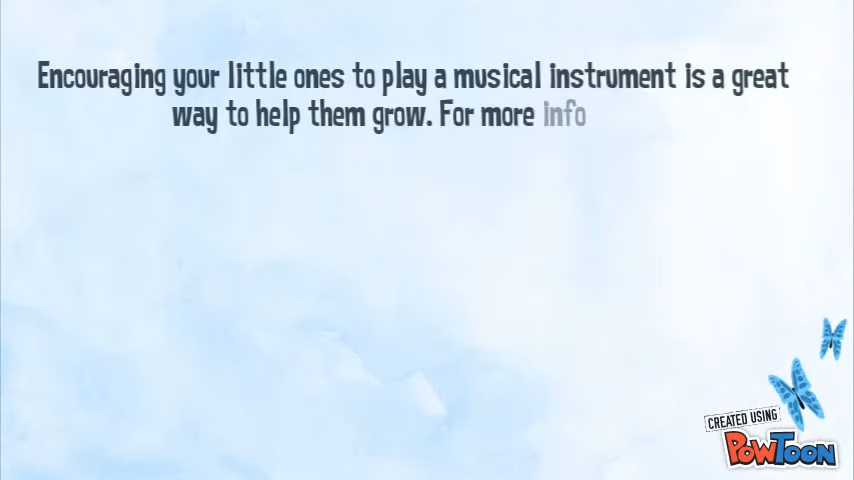 Encouraging your little ones to play a musical instrument is a great
way to help them grow. For more info
CREATED USING
PowToon